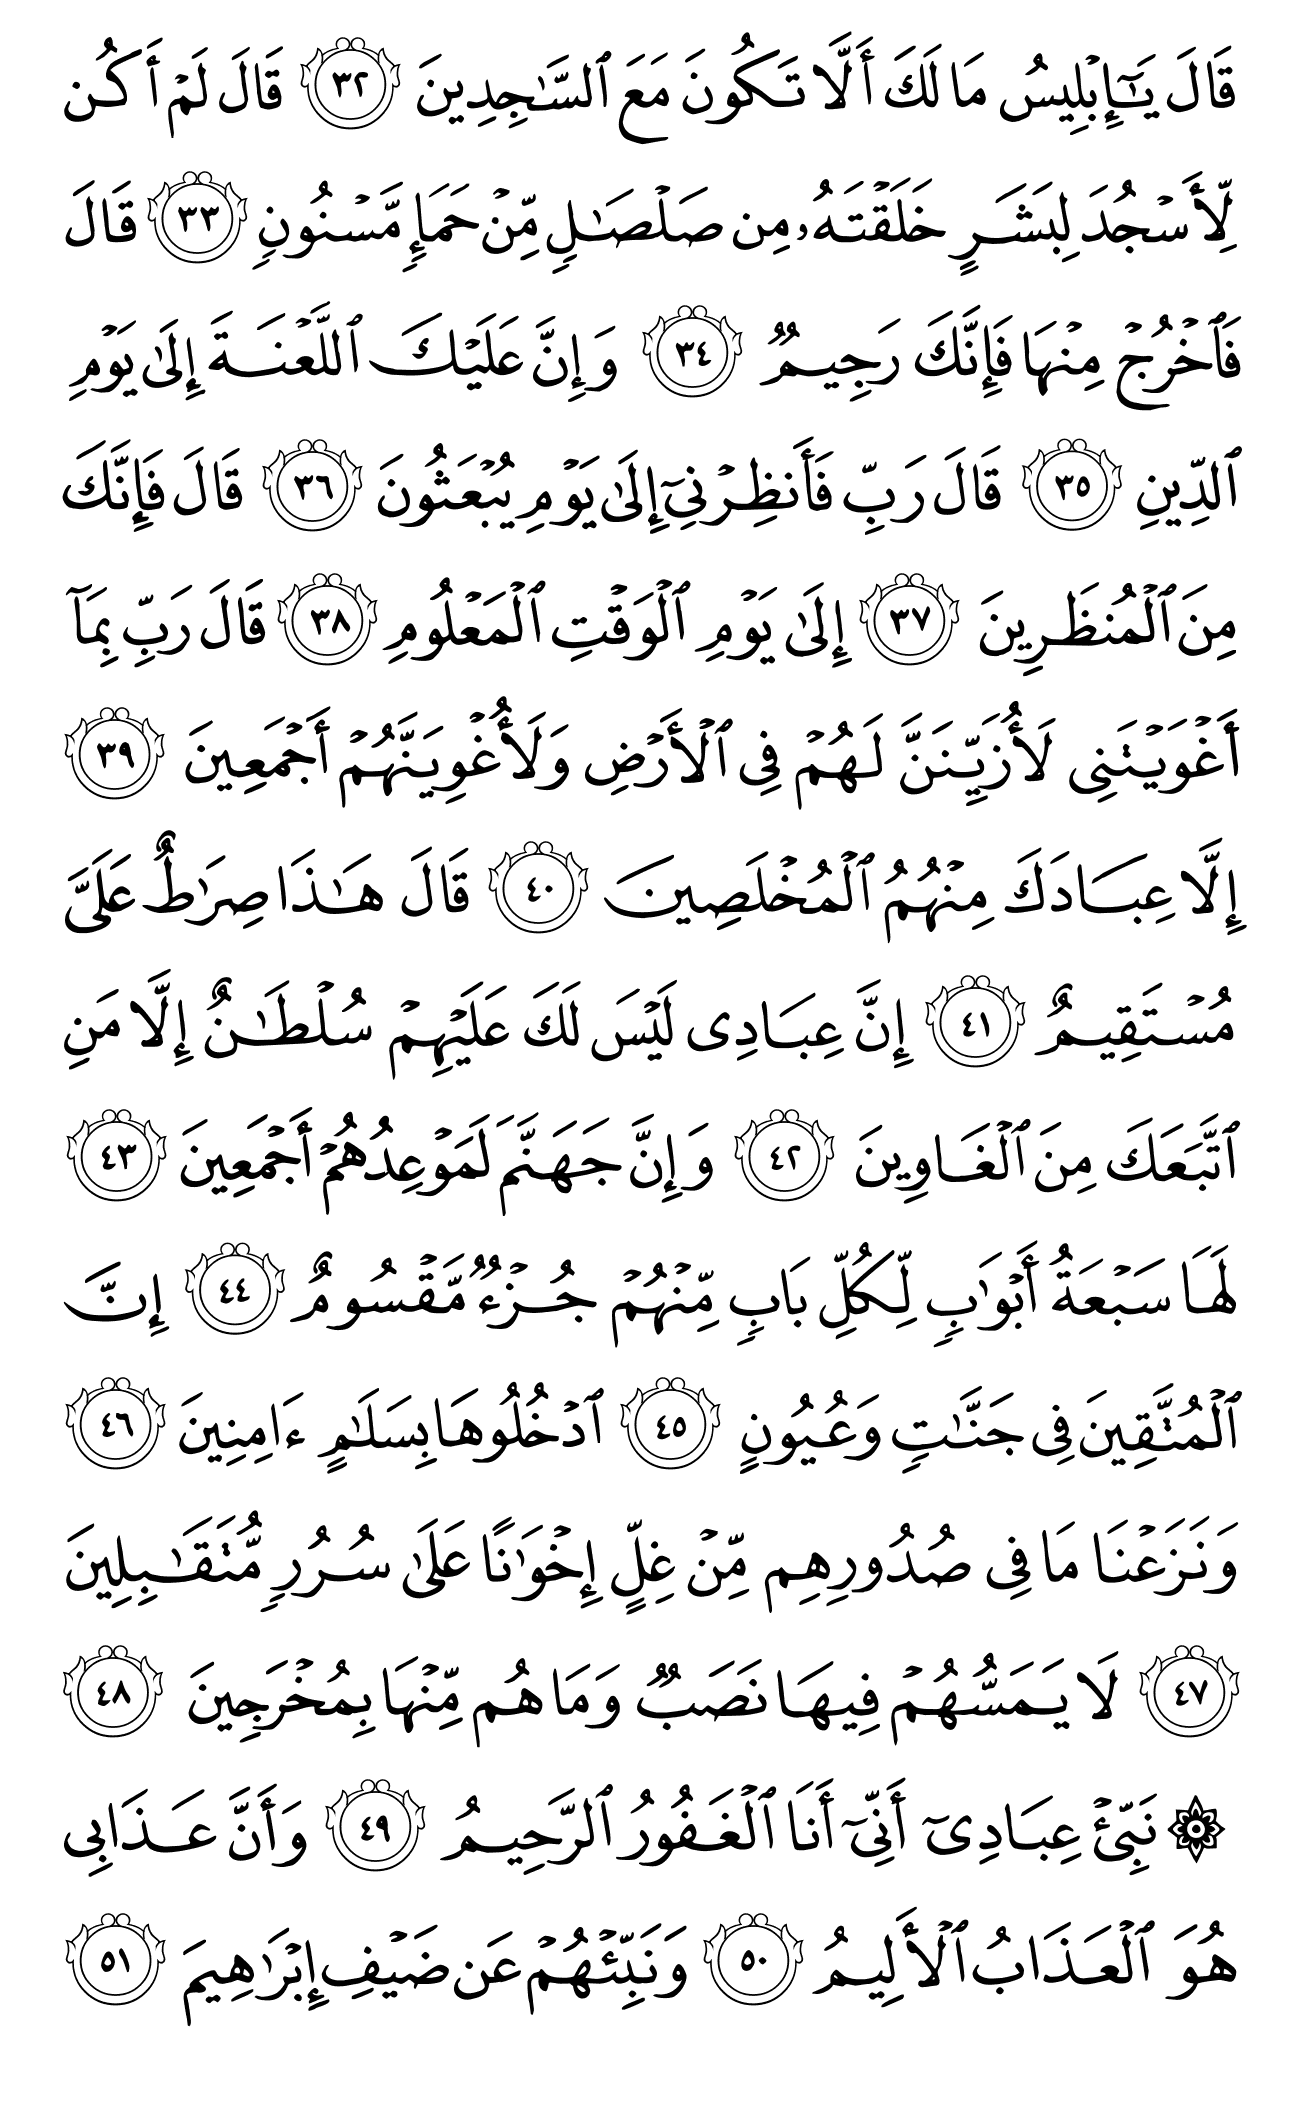 قَالَ يَٰٓإِبْلِيسُ مَا لَكَ أَلَّا تَكُونَ مَعَ ٱلسَّٰجِدِينَ ٣٢ قَالَ لَمْ أَكُن
لِّأَسْجُدَ لِبَشَرٍ خَلَقْتَهُۥ مِن صَلْصَٰلٍ مِّنْ حَمَإٍ مَّسْنُونٍ ٣٣ قَالَ
فَٱخْرُجْ مِنْهَا فَإِنَّكَ رَجِيمٌ ٣٤ وَإِنَّ عَلَيْكَ ٱللَّعْنَةَ إِلَىٰ يَوْمِ
ٱلدِّينِ ٣٥ قَالَ رَبِّ فَأَنظِرْنِىٓ إِلَىٰ يَوْمِ يُبْعَثُونَ ٣٦ قَالَ فَإِنَّكَ
مِنَ ٱلْمُنظَرِينَ ٣٧ إِلَىٰ يَوْمِ ٱلْوَقْتِ ٱلْمَعْلُومِ ٣٨ قَالَ رَبِّ بِمَآ
أَغْوَيْتَنِى لَأُزَيِّنَنَّ لَهُمْ فِى ٱلْأَرْضِ وَلَأُغْوِيَنَّهُمْ أَجْمَعِينَ ٣٩
إِلَّا عِبَادَكَ مِنْهُمُ ٱلْمُخْلَصِينَ ٤٠ قَالَ هَٰذَا صِرَٰطٌ عَلَىَّ
مُسْتَقِيمٌ ٤١ إِنَّ عِبَادِى لَيْسَ لَكَ عَلَيْهِمْ سُلْطَٰنٌ إِلَّا مَنِ
ٱتَّبَعَكَ مِنَ ٱلْغَاوِينَ ٤٢ وَإِنَّ جَهَنَّمَ لَمَوْعِدُهُمْ أَجْمَعِينَ ٤٣
لَهَا سَبْعَةُ أَبْوَٰبٍ لِّكُلِّ بَابٍ مِّنْهُمْ جُزْءٌ مَّقْسُومٌ ٤٤ إِنَّ
ٱلْمُتَّقِينَ فِى جَنَّٰتٍ وَعُيُونٍ ٤٥ ٱدْخُلُوهَا بِسَلَٰمٍ ءَامِنِينَ ٤٦
وَنَزَعْنَا مَا فِى صُدُورِهِم مِّنْ غِلٍّ إِخْوَٰنًا عَلَىٰ سُرُرٍ مُّتَقَٰبِلِينَ
٤٧ لَا يَمَسُّهُمْ فِيهَا نَصَبٌ وَمَا هُم مِّنْهَا بِمُخْرَجِينَ ٤٨
۞ نَبِّئْ عِبَادِىٓ أَنِّىٓ أَنَا ٱلْغَفُورُ ٱلرَّحِيمُ ٤٩ وَأَنَّ عَذَابِى
هُوَ ٱلْعَذَابُ ٱلْأَلِيمُ ٥٠ وَنَبِّئْهُمْ عَن ضَيْفِ إِبْرَٰهِيمَ ٥١